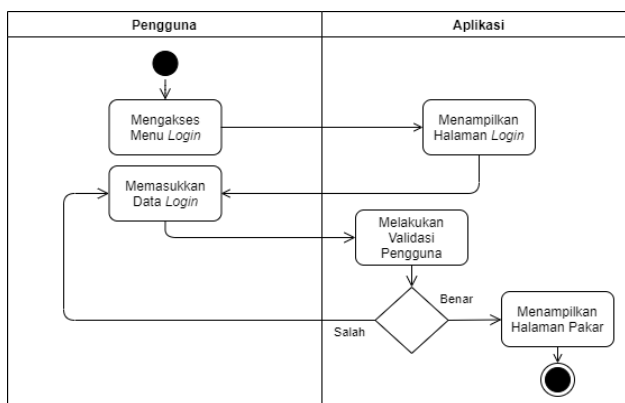 Pengguna
Aplikasi
Mengakses
Menu Login
Menampilkan
Halaman Login
Memasukkan
Data Login
Melakukan
Validasi
Pengguna
Benar
Salah
Menampilkan
Halaman Pakar